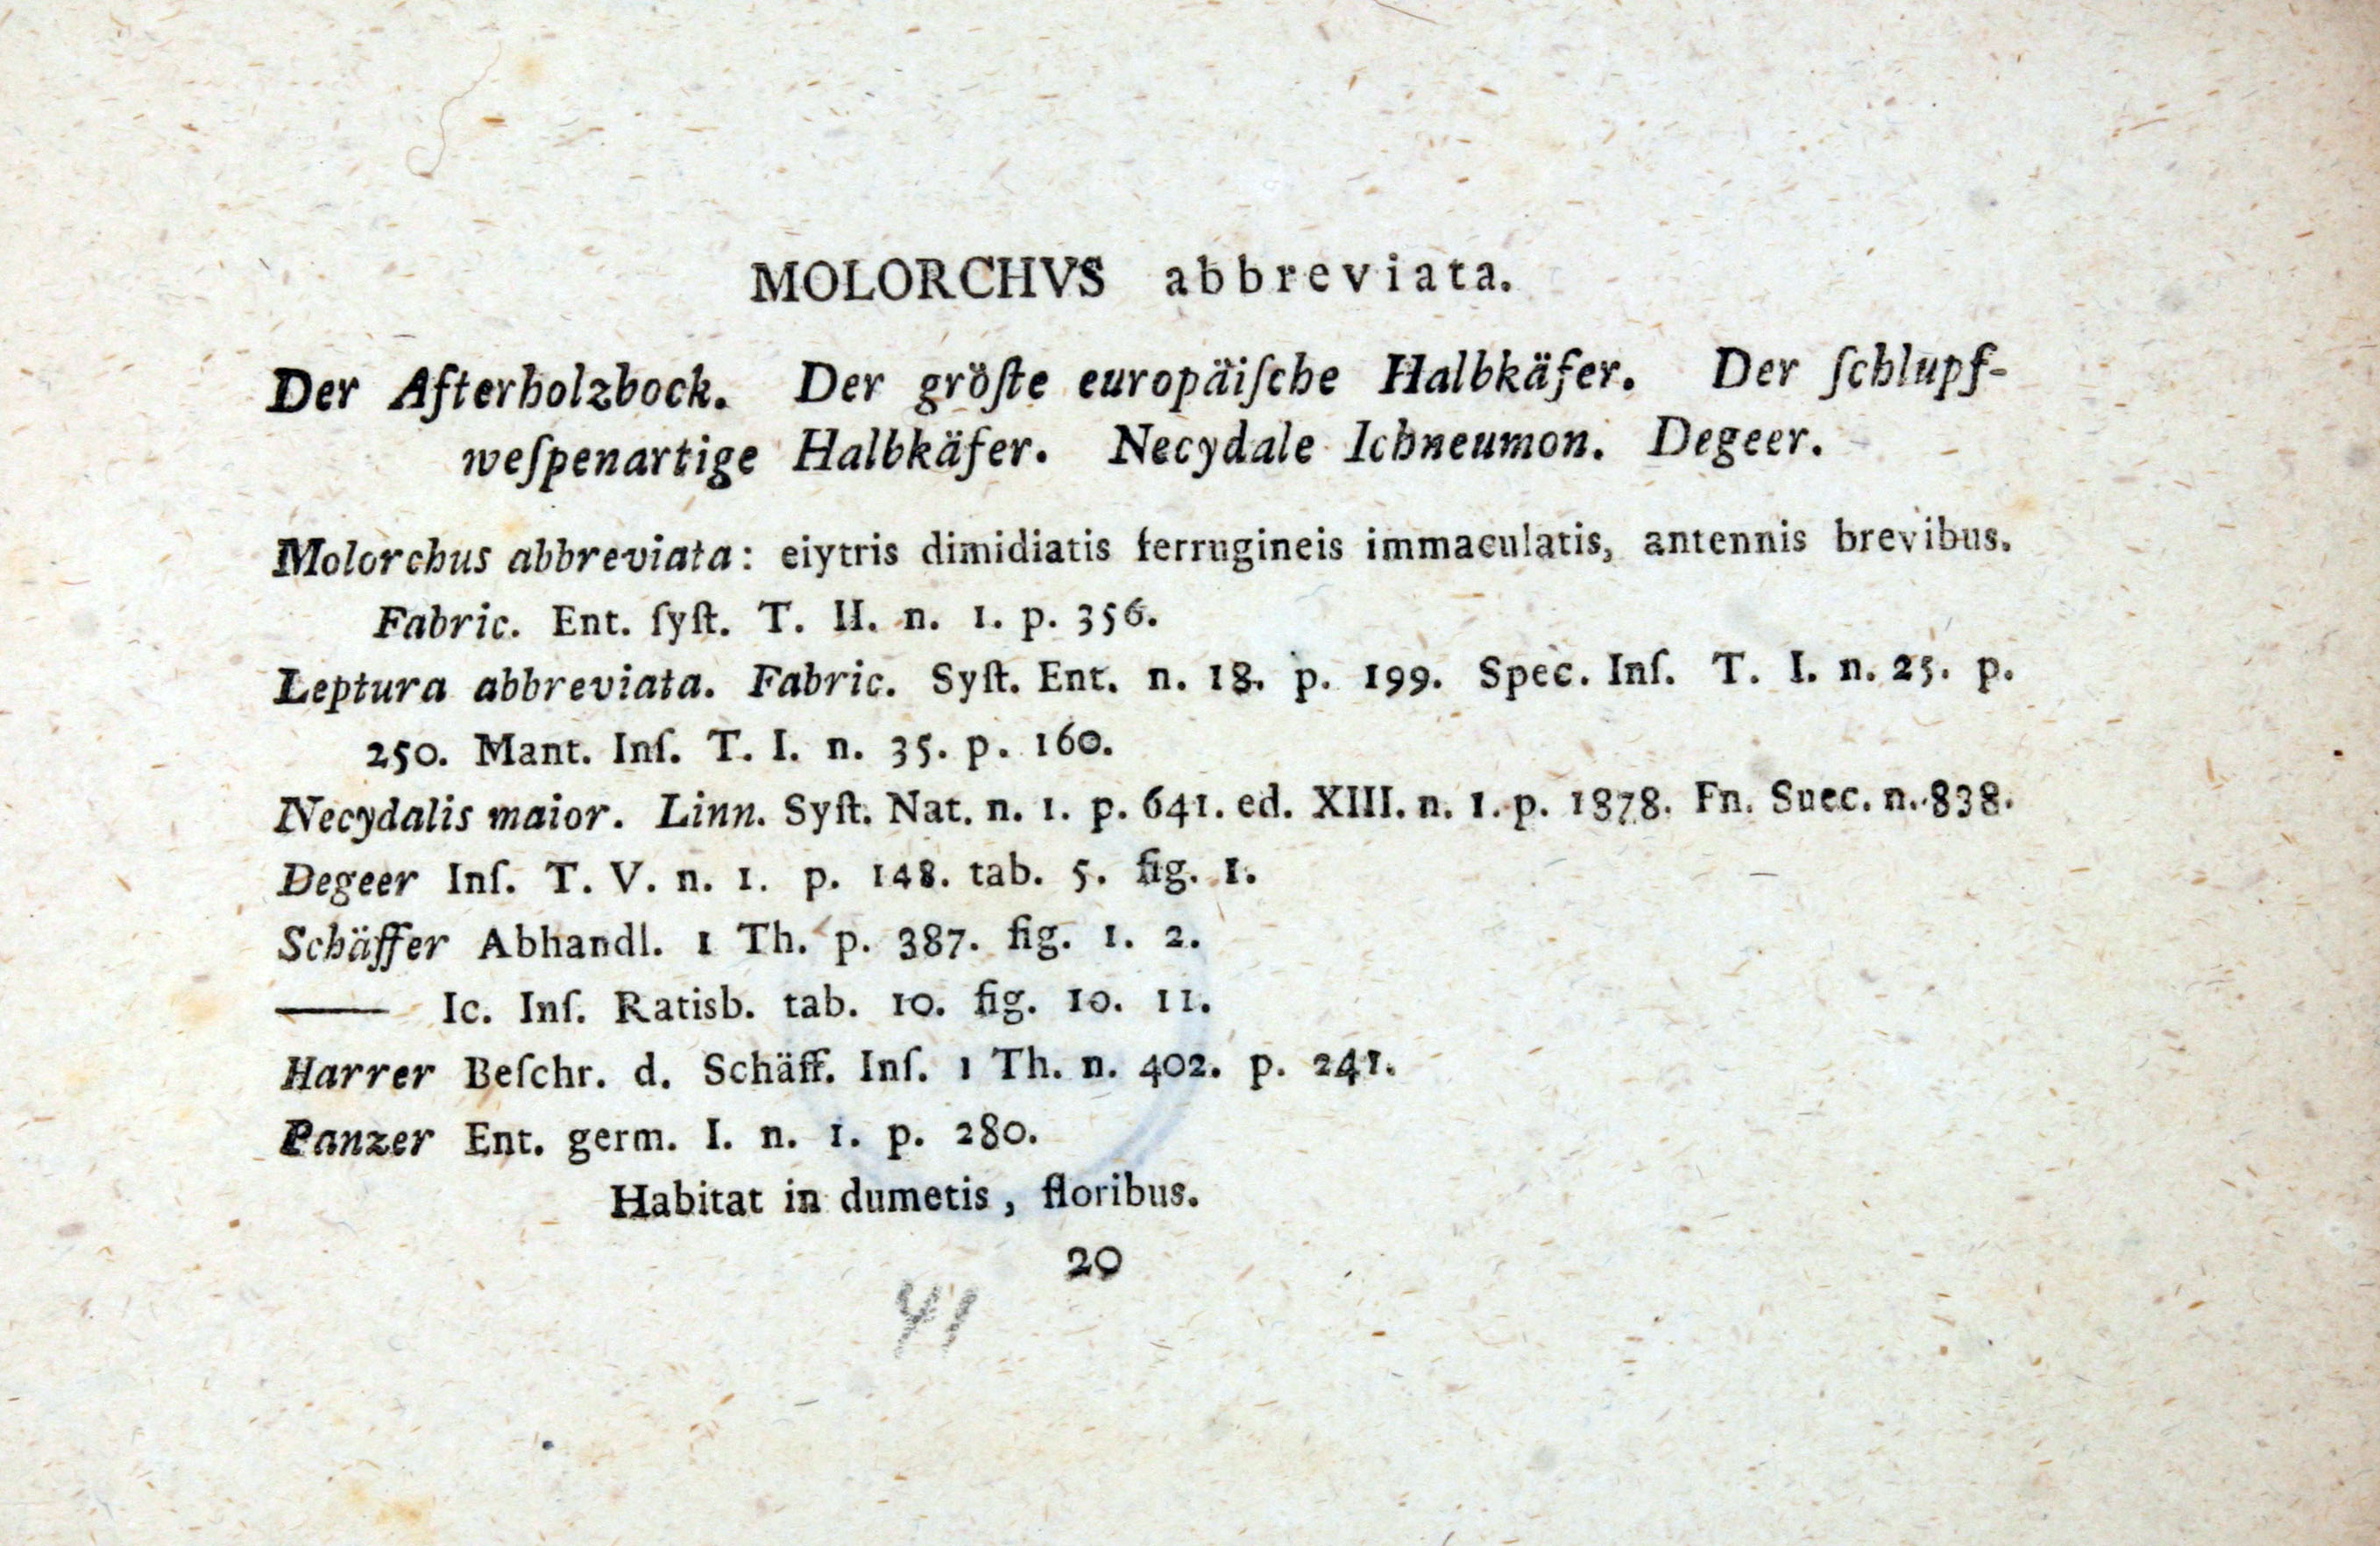 MOLORCHVS abbreviata.
Der Afterholzbock. Der gröſte europäiſche Halbkäfer. Der ſchlupf-
weſpenartige Halbkäfer. Necydale Ichneumon. Degeer.
Molorchus abbreviata: eiytris dimidiatis ferrugineis immaculatis, antennis brevibus.
Fabric. Ent. ſyſt. T. II. n. 1. p. 356.
Leptura abbreviata. Fabric. Syſt. Ent. n. 18. p. 199. Spec. Inſ. T. I. n. 25. p.
250. Mant. Inſ. T. I. n. 35. p. 160.
Necydalis maior. Linn. Syſt. Nat. n. 1. p. 641. ed. XIII. n. 1. p. 1878. Fn. Suec. n. 838.
Degeer Inſ. T. V. n. 1. p. 148. tab. 5. fig. 1.
Schäffer Abhandl. 1 Th. p. 387. fig. 1. 2.
—— Ic. Inſ. Ratisb. tab. 10. fig. 10. 11.
Harrer Beſchr. d. Schäff. Inſ. 1 Th. n. 402. p. 241.
Panzer Ent. germ. I. n. 1. p. 280.
Habitat in dumetis, floribus.
20
41